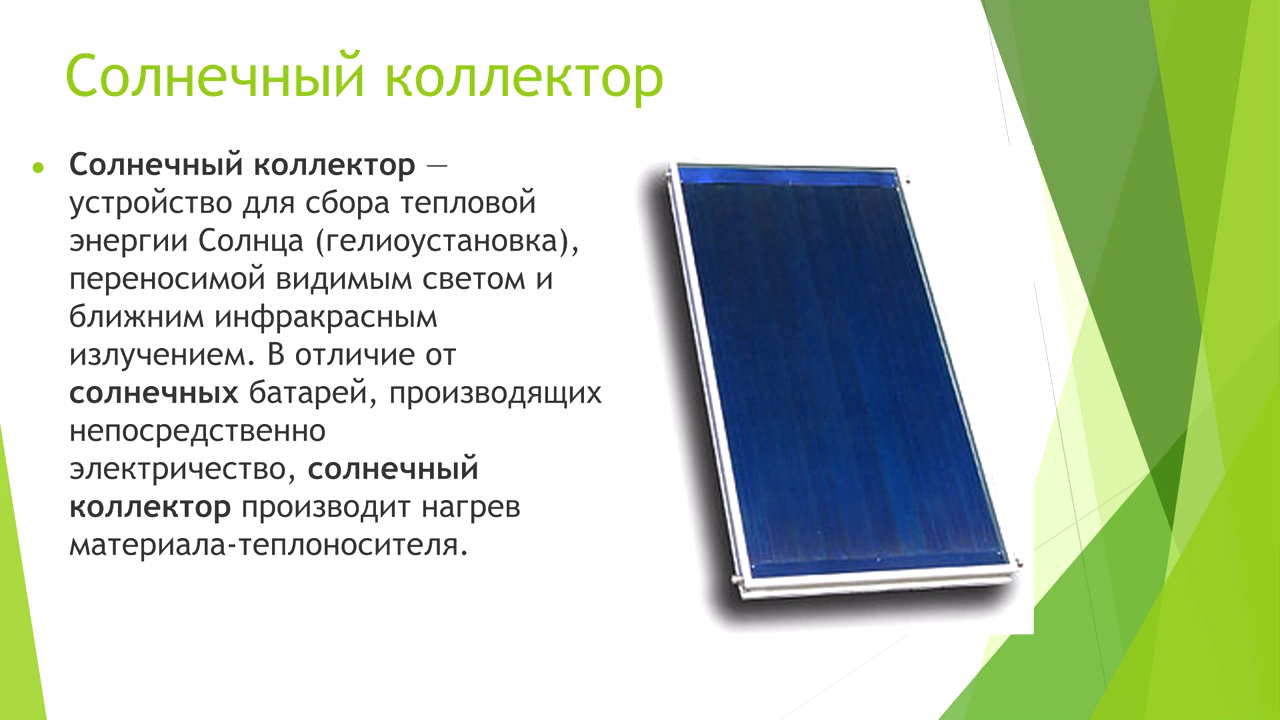 Солнечный коллектор
Солнечный коллектор —
устройство для сбора тепловой
энергии Солнца (гелиоустановка),
переносимой видимым светом и
ближним инфракрасным
излучением. В отличие от
солнечных батарей, производящих
непосредственно
электричество, солнечный
коллектор производит нагрев
материала-теплоносителя.